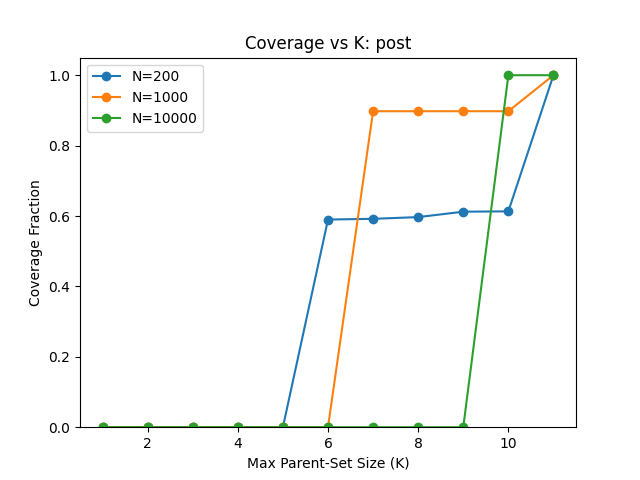 Coverage vs K: post
N=200
N=1000
N=10000
Coverage Fraction
1.0
0.8
0.6
0.4
0.2
0.0
2 4 6 8 10
Max Parent-Set Size (K)